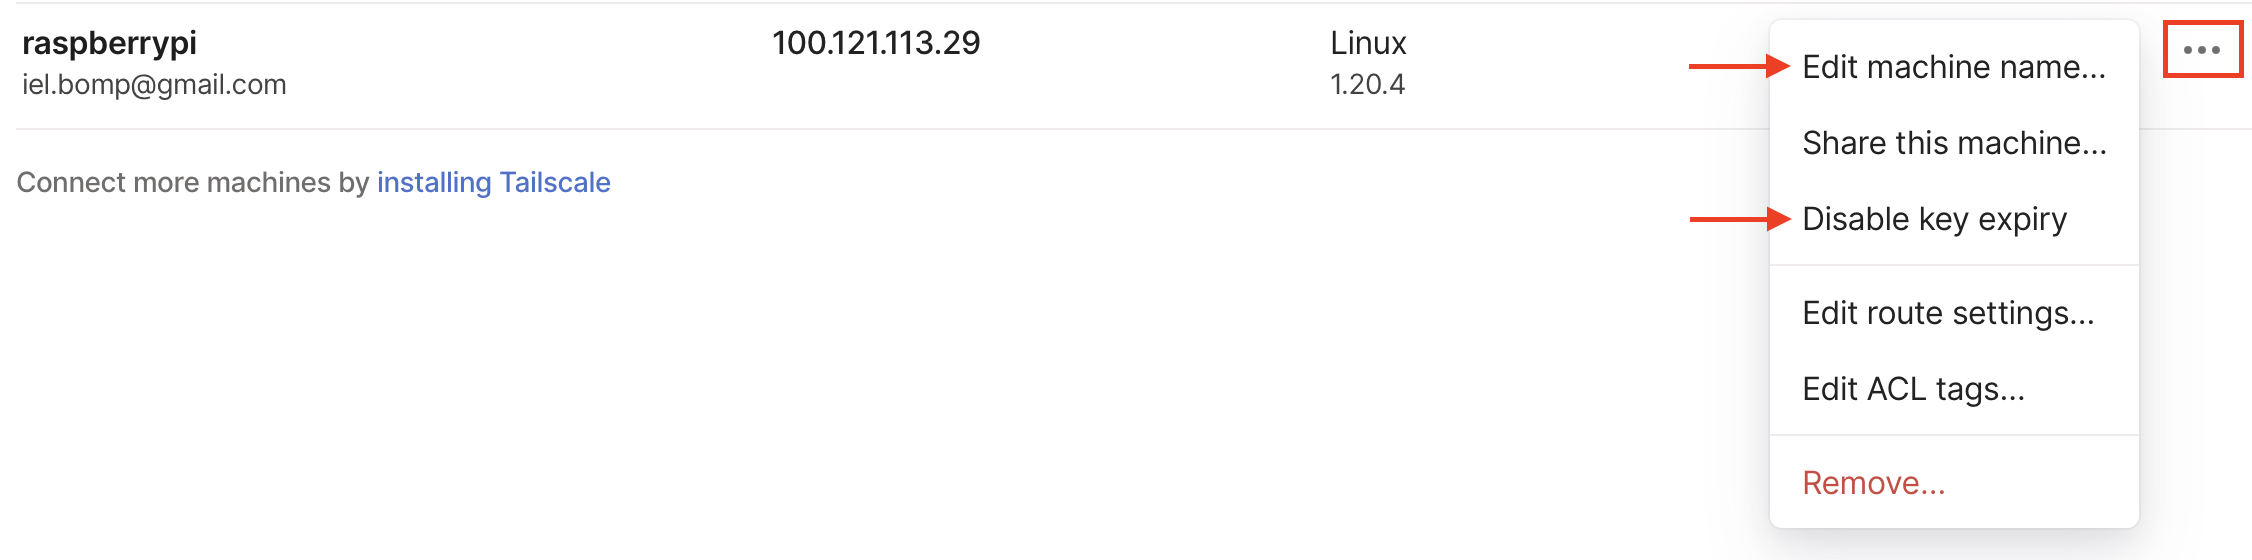 raspberrypi
iel.bomp@gmail.com
100.121.113.29
Linux
1.20.4
Edit machine name...
Share this machine...
Disable key expiry
Edit route settings...
Edit ACL tags...
Remove...
Connect more machines by installing Tailscale